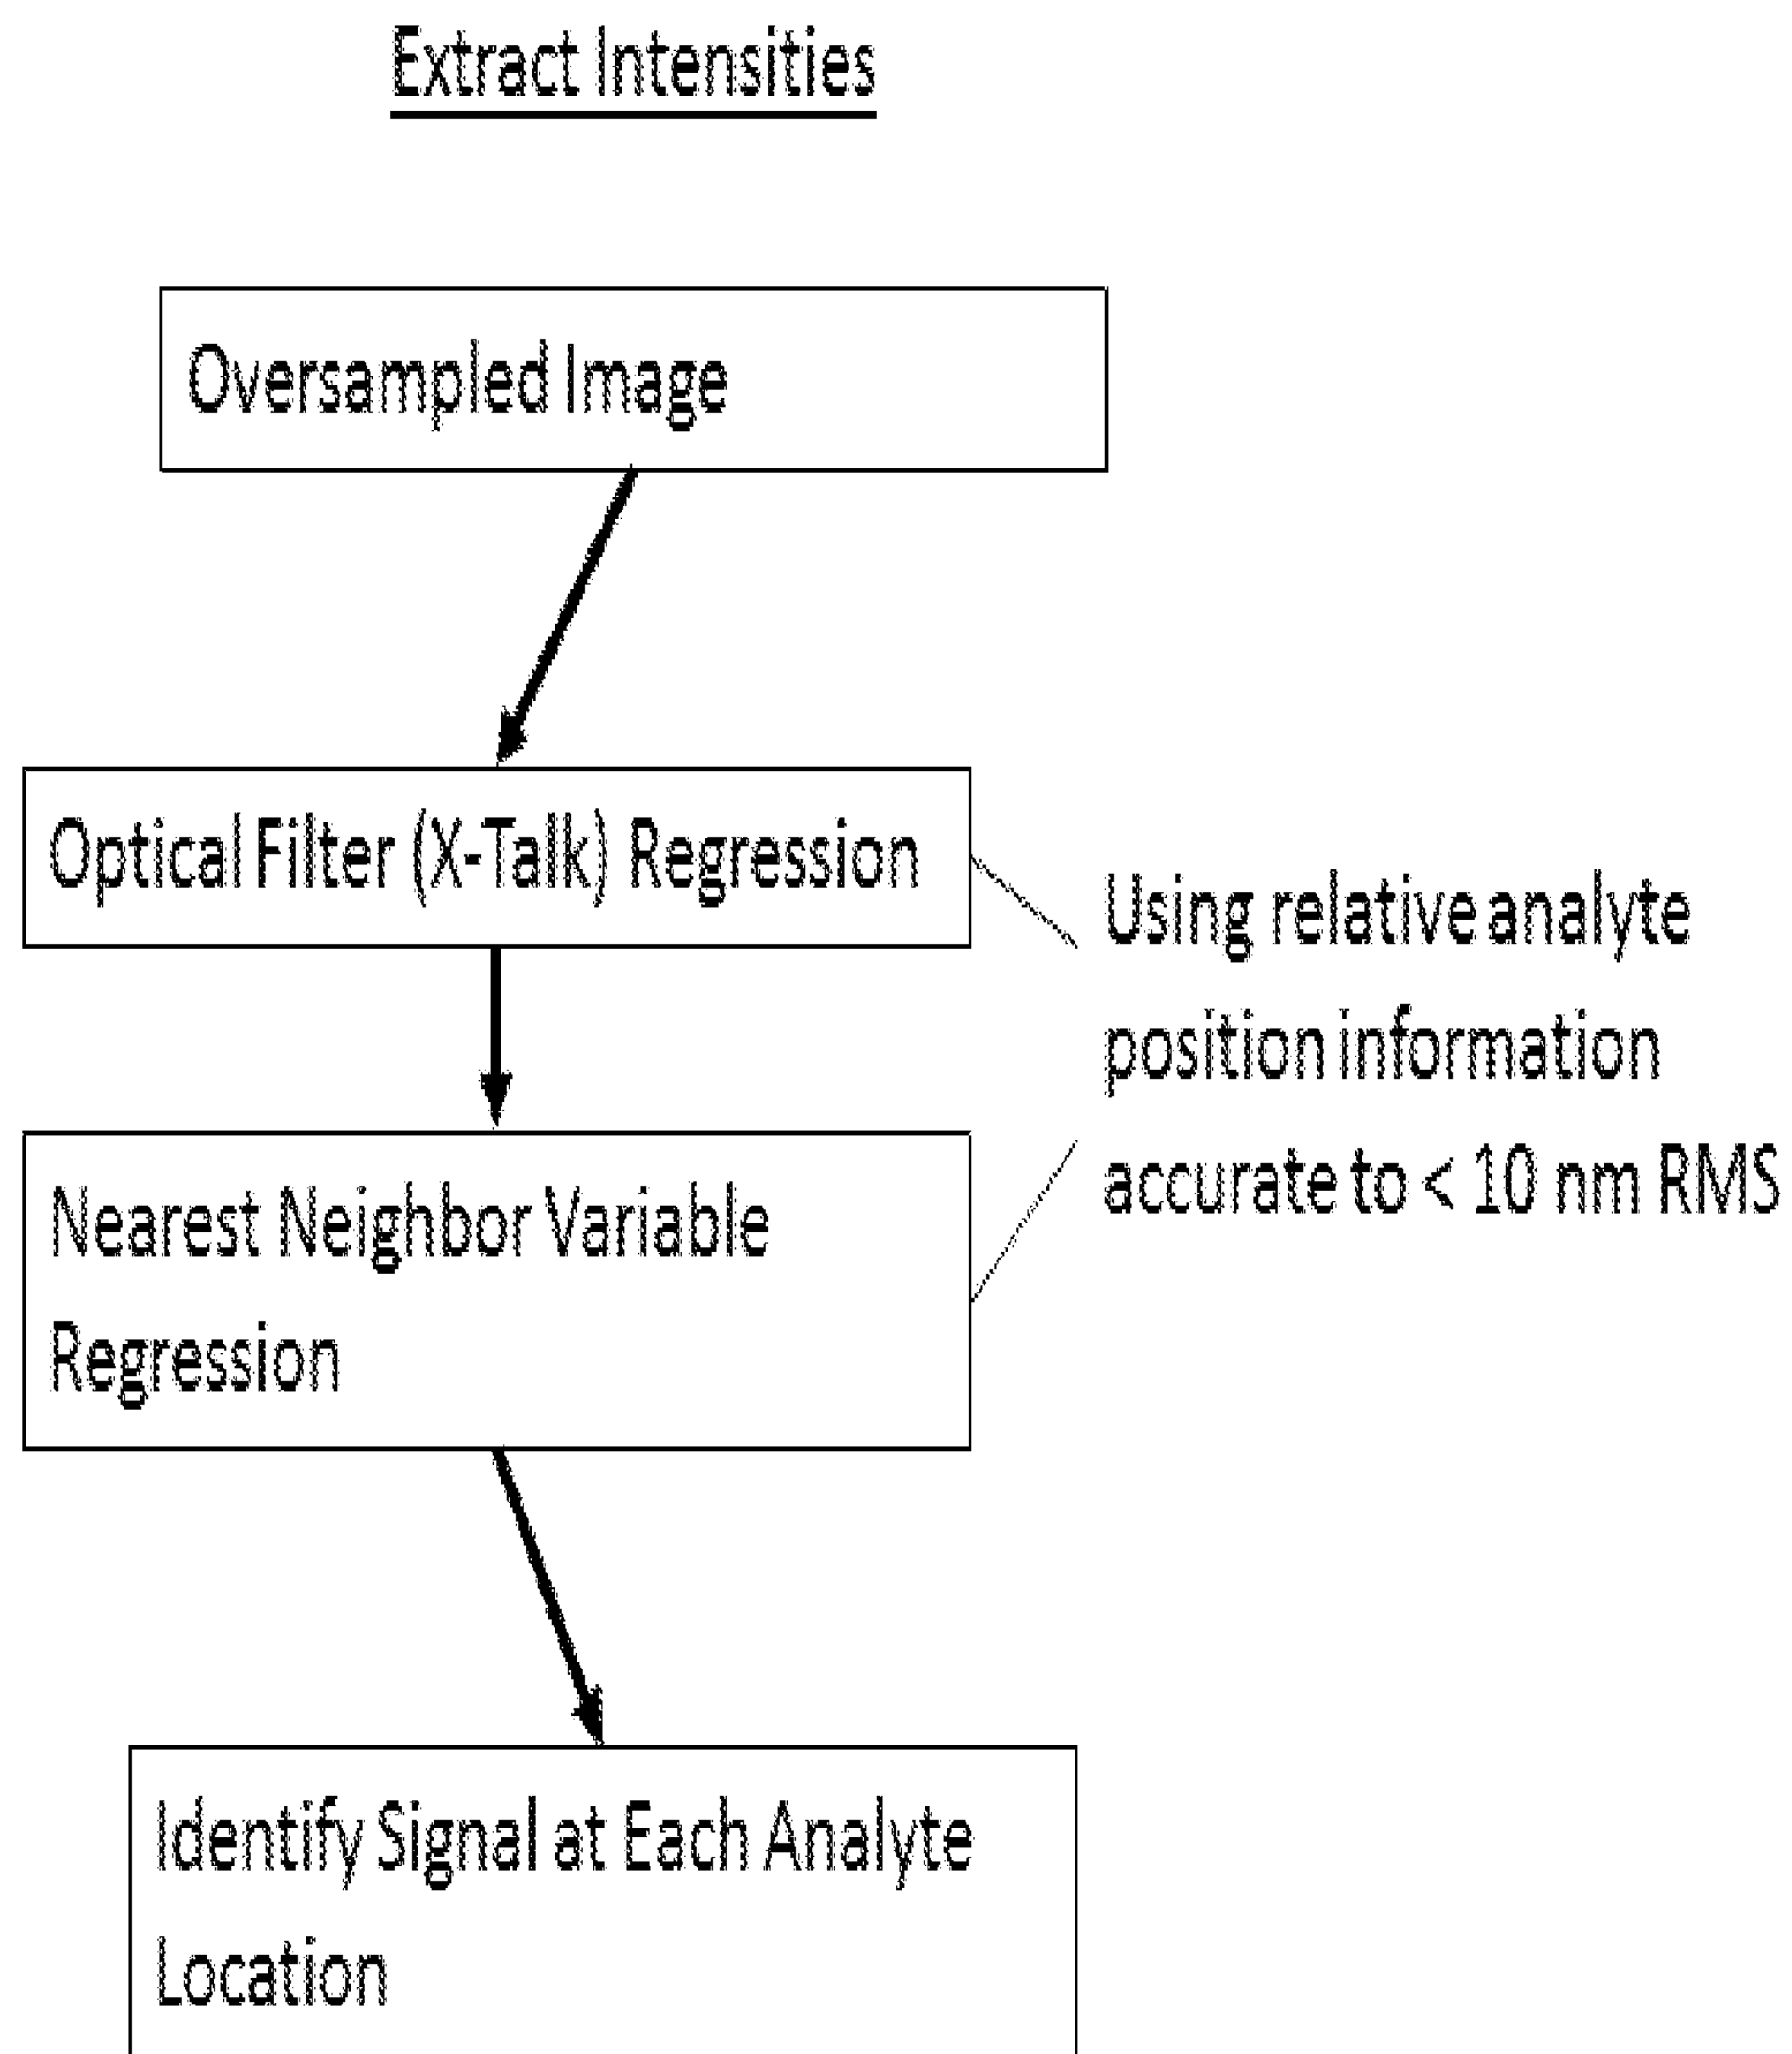 Extract Intensities
Oversampled Image
Optical Filter (X-Talk) Regression
Using relative analyte
position information
accurate to < 10 nm RMS
Nearest Neighbor Variable
Regression
Identify Signal at Each Analyte
Location